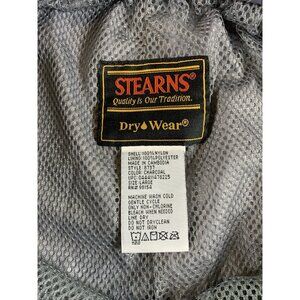 STEARNS®
Quality Is Our Tradition.
Dry Wear®
SHELL: 100% NYLON
LINING: 100% POLYESTER
MADE IN CAMBODIA
COLOR: CHARCOAL
SIZE: LARGE
MACHINE WASH COLD
GENTLE CYCLE
ONLY NON-CHLORINE
BLEACH WHEN NEEDED
LINE DRY
DO NOT DRYCLEAN
DO NOT IRON